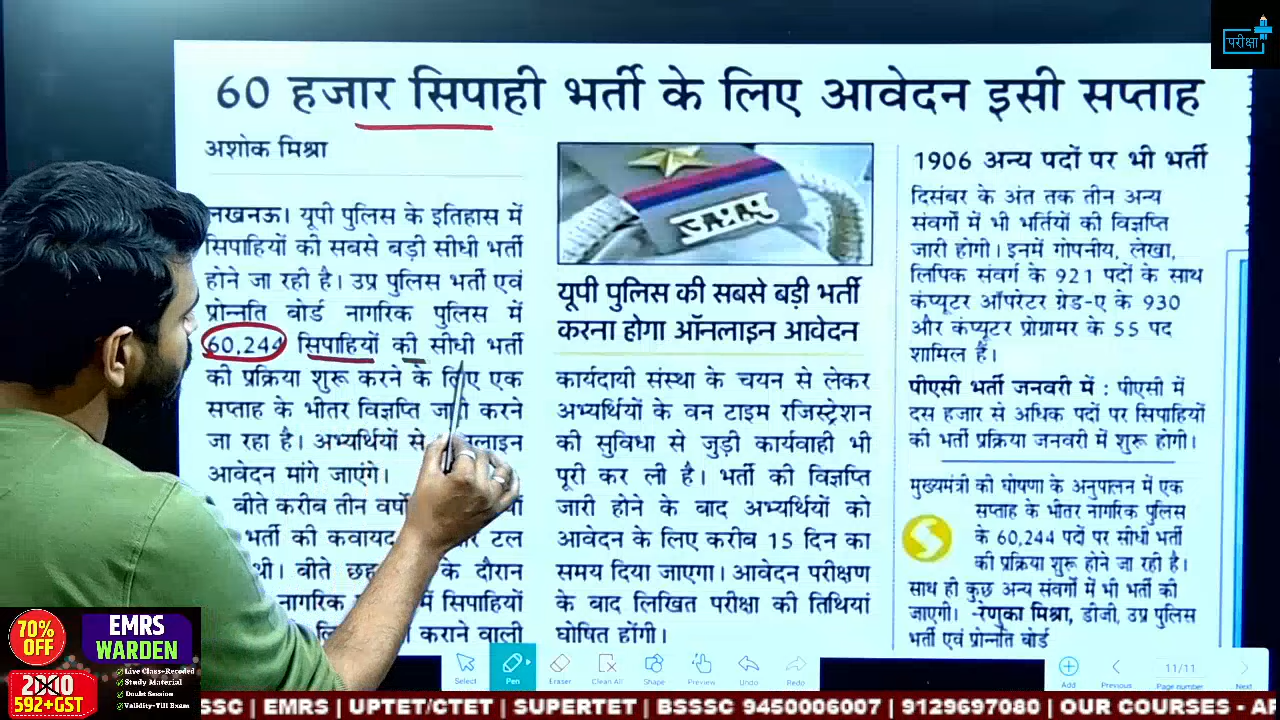 परीक्षा
60 हजार सिपाही भर्ती के लिए आवेदन इसी सप्ताह
अशोक मिश्रा
लखनऊ। यूपी पुलिस के इतिहास में
सिपाहियों की सबसे बड़ी सीधी भर्ती
होने जा रही है। उप्र पुलिस भर्ती एवं
प्रोन्नति बोर्ड नागरिक पुलिस में
60,244 सिपाहियों की सीधी भर्ती
की प्रक्रिया शुरू करने के लिए एक
सप्ताह के भीतर विज्ञप्ति जारी करने
जा रहा है। अभ्यर्थियों से
आवेदन मांगे जाएंगे।
बीते करीब तीन वर्षों
भर्ती की कवायद टल
थी। बीते छह के दौरान
नागरिक में सिपाहियों
कराने वाली
यूपी पुलिस की सबसे बड़ी भर्ती
करना होगा ऑनलाइन आवेदन
कार्यदायी संस्था के चयन से लेकर
अभ्यर्थियों के वन टाइम रजिस्ट्रेशन
की सुविधा से जुड़ी कार्यवाही भी
पूरी कर ली है। भर्ती की विज्ञप्ति
जारी होने के बाद अभ्यर्थियों को
आवेदन के लिए करीब 15 दिन का
समय दिया जाएगा। आवेदन परीक्षण
के बाद लिखित परीक्षा की तिथियां
घोषित होंगी।
1906 अन्य पदों पर भी भर्ती
दिसंबर के अंत तक तीन अन्य
संवर्गों में भी भर्तियों की विज्ञप्ति
जारी होगी। इनमें गोपनीय, लेखा,
लिपिक संवर्ग के 921 पदों के साथ
कंप्यूटर ऑपरेटर ग्रेड-ए के 930
और कंप्यूटर प्रोग्रामर के 55 पद
शामिल हैं।
पीएसी भर्ती जनवरी में : पीएसी में
दस हजार से अधिक पदों पर सिपाहियों
की भर्ती प्रक्रिया जनवरी में शुरू होगी।
मुख्यमंत्री की घोषणा के अनुपालन में एक
सप्ताह के भीतर नागरिक पुलिस
के 60,244 पदों पर सीधी भर्ती
की प्रक्रिया शुरू होने जा रही है।
साथ ही कुछ अन्य संवर्गों में भी भर्ती की
जाएगी। -रेणुका मिश्रा, डीजी, उप्र पुलिस
भर्ती एवं प्रोन्नति बोर्ड
70%
OFF
EMRS
WARDEN
592+GST
Live Class+Recoded
Study Material
Doubt Session
Validity-Till Exam
Select
Pen
Eraser
Clean All
Shape
Preview
Undo
Redo
Add
Previous
11/11
Page number
Next
SSC | EMRS | UPTET/CTET | SUPERTET | BSSSC 9450006007 | 9129697080 | OUR COURSES -